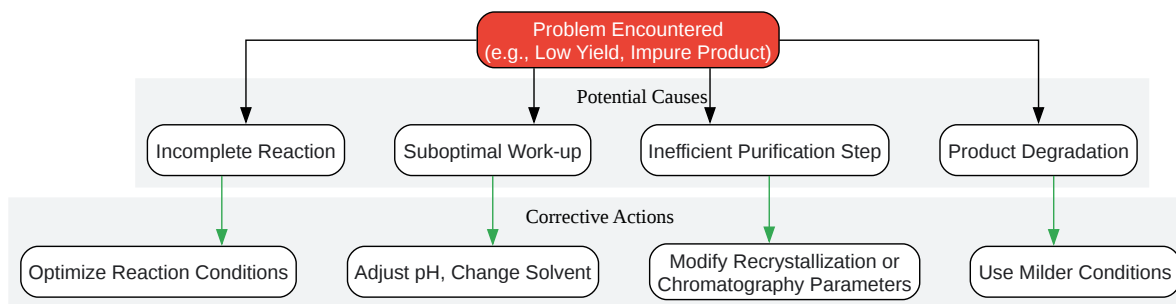 Problem Encountered
(e.g., Low Yield, Impure Product)
Potential Causes
Incomplete Reaction
Suboptimal Work-up
Inefficient Purification Step
Product Degradation
Corrective Actions
Optimize Reaction Conditions
Adjust pH, Change Solvent
Modify Recrystallization or
Chromatography Parameters
Use Milder Conditions